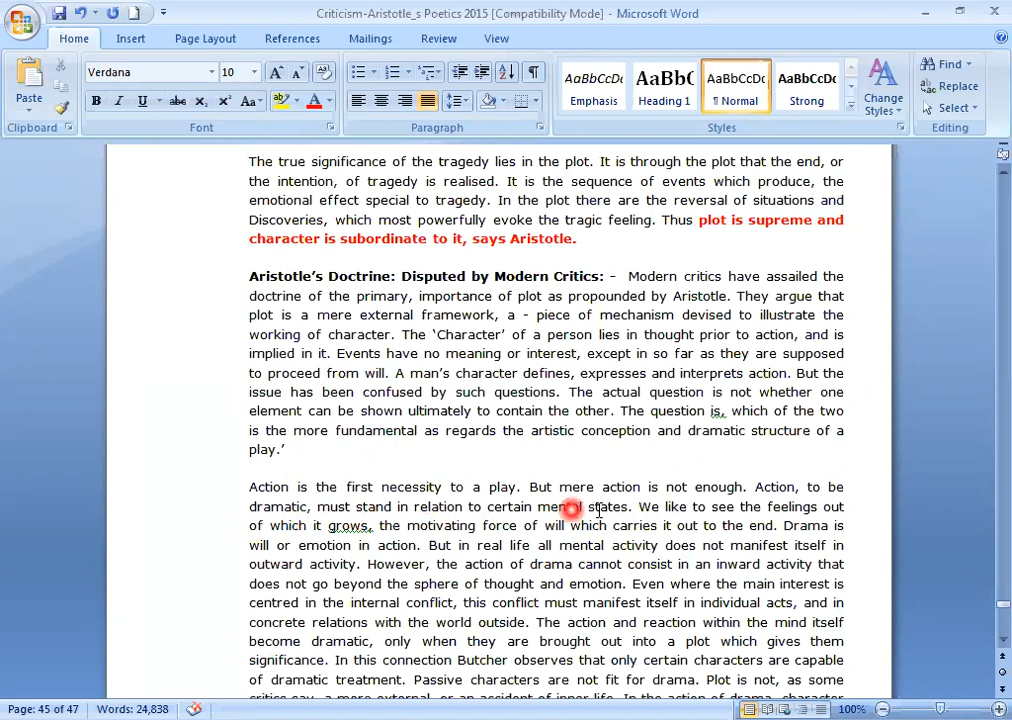 Criticism-Aristotle_s Poetics 2015 [Compatibility Mode] - Microsoft Word
Home Insert Page Layout References Mailings Review View
Paste
Verdana 10
B I U abc X₂ X² Aa A
AaBbCcDc AaBbC AaBbCcDc AaBbCcDc
Emphasis Heading 1 ¶ Normal Strong
Change Styles
Find
Replace
Select
Clipboard Font Paragraph Styles Editing
The true significance of the tragedy lies in the plot. It is through the plot that the end, or
the intention, of tragedy is realised. It is the sequence of events which produce, the
emotional effect special to tragedy. In the plot there are the reversal of situations and
Discoveries, which most powerfully evoke the tragic feeling. Thus plot is supreme and
character is subordinate to it, says Aristotle.
Aristotle’s Doctrine: Disputed by Modern Critics: - Modern critics have assailed the
doctrine of the primary, importance of plot as propounded by Aristotle. They argue that
plot is a mere external framework, a - piece of mechanism devised to illustrate the
working of character. The ‘Character’ of a person lies in thought prior to action, and is
implied in it. Events have no meaning or interest, except in so far as they are supposed
to proceed from will. A man’s character defines, expresses and interprets action. But the
issue has been confused by such questions. The actual question is not whether one
element can be shown ultimately to contain the other. The question is, which of the two
is the more fundamental as regards the artistic conception and dramatic structure of a
play.’
Action is the first necessity to a play. But mere action is not enough. Action, to be
dramatic, must stand in relation to certain mental states. We like to see the feelings out
of which it grows, the motivating force of will which carries it out to the end. Drama is
will or emotion in action. But in real life all mental activity does not manifest itself in
outward activity. However, the action of drama cannot consist in an inward activity that
does not go beyond the sphere of thought and emotion. Even where the main interest is
centred in the internal conflict, this conflict must manifest itself in individual acts, and in
concrete relations with the world outside. The action and reaction within the mind itself
become dramatic, only when they are brought out into a plot which gives them
significance. In this connection Butcher observes that only certain characters are capable
of dramatic treatment. Passive characters are not fit for drama. Plot is not, as some
critics say, a mere external, or an accident of inner life. In the action of drama, character
Page: 45 of 47 Words: 24,838 100%